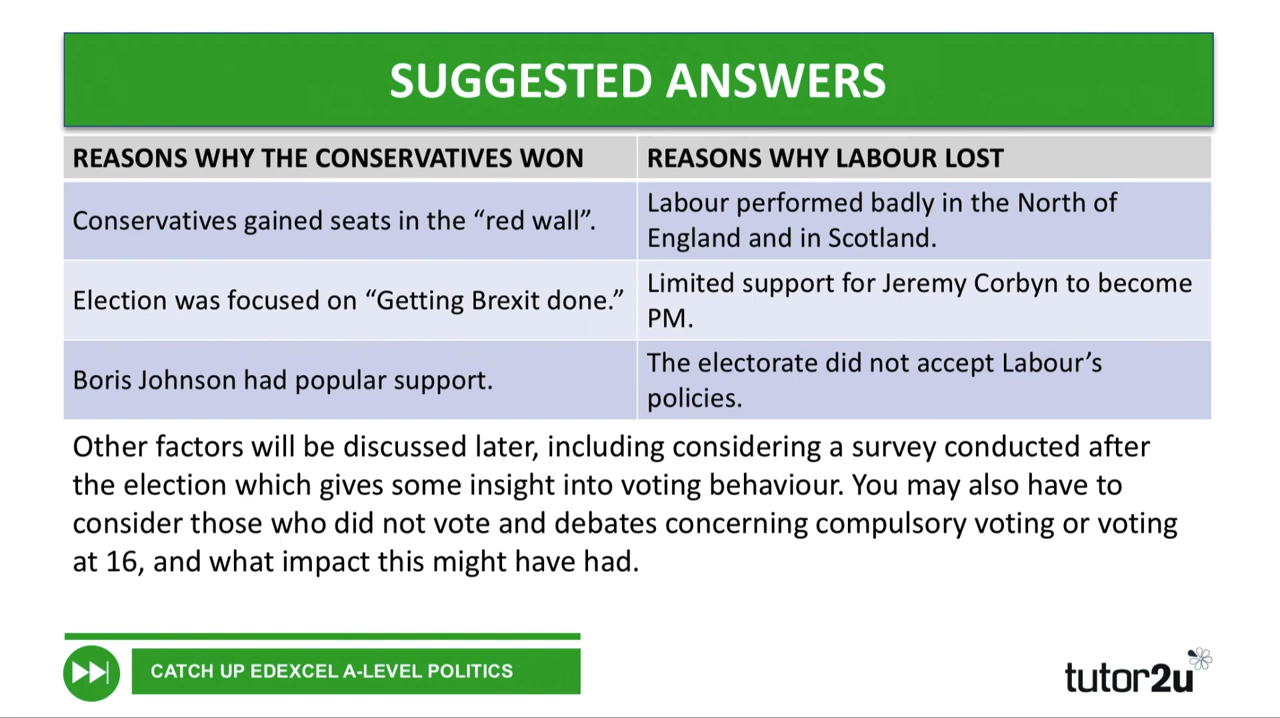 SUGGESTED ANSWERS
REASONS WHY THE CONSERVATIVES WON
REASONS WHY LABOUR LOST
Conservatives gained seats in the “red wall”.
Labour performed badly in the North of
England and in Scotland.
Election was focused on “Getting Brexit done.”
Limited support for Jeremy Corbyn to become
PM.
Boris Johnson had popular support.
The electorate did not accept Labour’s
policies.
Other factors will be discussed later, including considering a survey conducted after
the election which gives some insight into voting behaviour. You may also have to
consider those who did not vote and debates concerning compulsory voting or voting
at 16, and what impact this might have had.
CATCH UP EDEXCEL A-LEVEL POLITICS
tutor2u